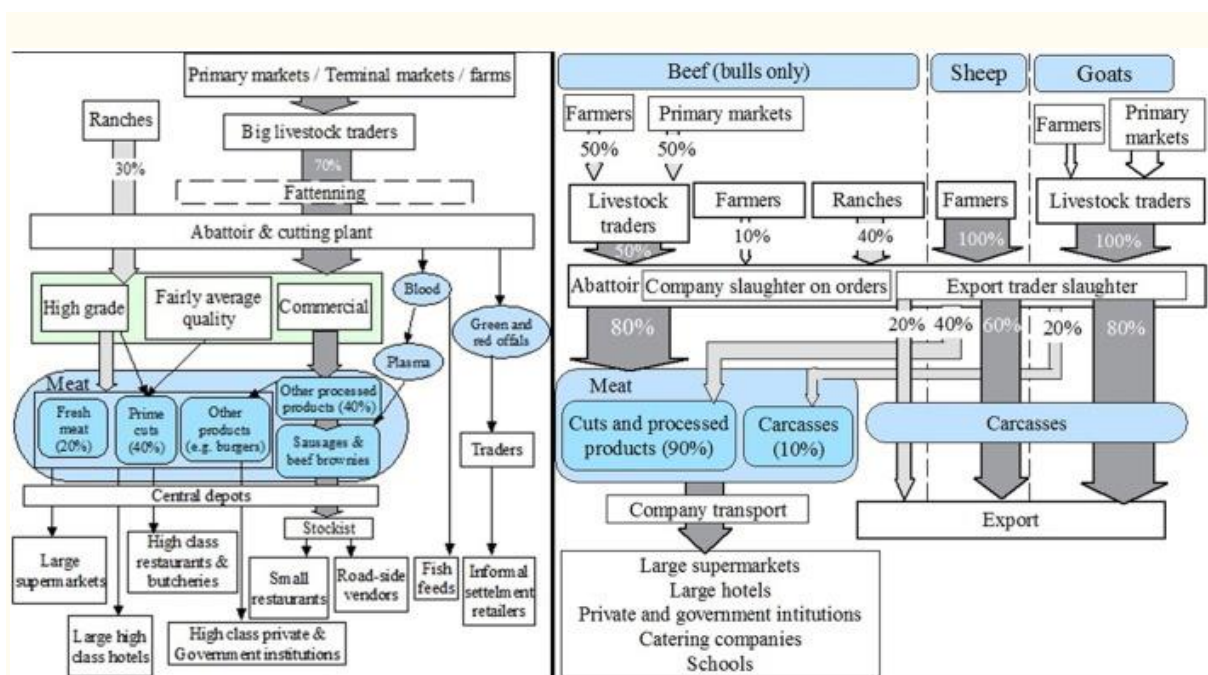 Primary markets / Terminal markets / farms
Ranches
Big livestock traders
30%
70%
Fattenning
Abattoir & cutting plant
High grade
Fairly average
quality
Commercial
Blood
Green and
red offals
Plasma
Meat
Fresh
meat
(20%)
Prime
cuts
(40%)
Other
products
(e.g. burgers)
Other processed
products (40%)
Sausages &
beef brownies
Traders
Central depots
Stockist
Large
supermarkets
High class
restaurants &
butcheries
Small
restaurants
Road-side
vendors
Fish
feeds
Informal
settelment
retailers
Large high
class hotels
High class private &
Government institutions
Beef (bulls only)
Sheep
Goats
Farmers
Primary markets
Farmers
Primary
markets
50%
50%
Livestock
traders
Farmers
Ranches
Farmers
Livestock traders
50%
10%
40%
100%
100%
Abattoir
Company slaughter on orders
Export trader slaughter
80%
20%
40%
60%
20%
80%
Meat
Cuts and processed
products (90%)
Carcasses
(10%)
Carcasses
Company transport
Export
Large supermarkets
Large hotels
Private and government intitutions
Catering companies
Schools